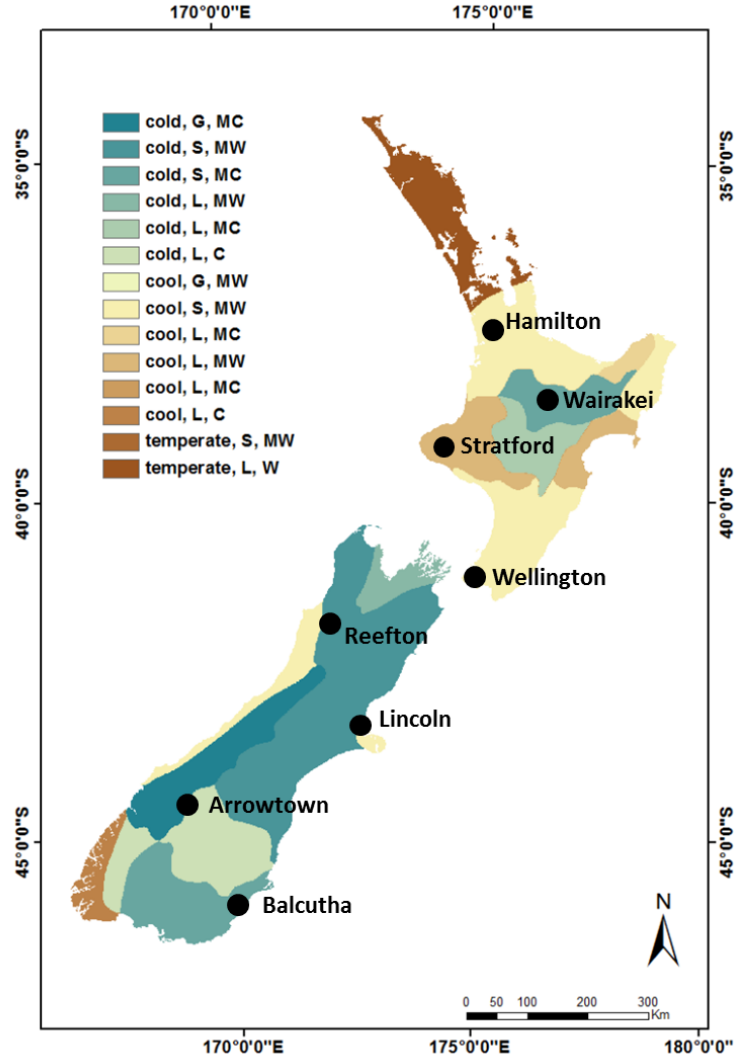 170°0'0"E 175°0'0"E
35°0'0"S
35°0'0"S
cold, G, MC
cold, S, MW
cold, S, MC
cold, L, MW
cold, L, MC
cold, L, C
cool, G, MW
cool, S, MW
cool, L, MC
cool, L, MW
cool, L, MC
cool, L, C
temperate, S, MW
temperate, L, W
Hamilton
Wairakei
Stratford
40°0'0"S
40°0'0"S
Wellington
Reefton
Lincoln
Arrowtown
45°0'0"S
45°0'0"S
Balcutha
N
0 50 100 200 300
Km
170°0'0"E 175°0'0"E 180°0'0"E